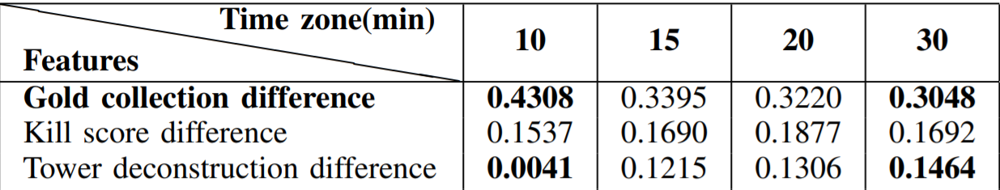 Time zone(min)
Features
10 15 20 30
Gold collection difference 0.4308 0.3395 0.3220 0.3048
Kill score difference 0.1537 0.1690 0.1877 0.1692
Tower deconstruction difference 0.0041 0.1215 0.1306 0.1464